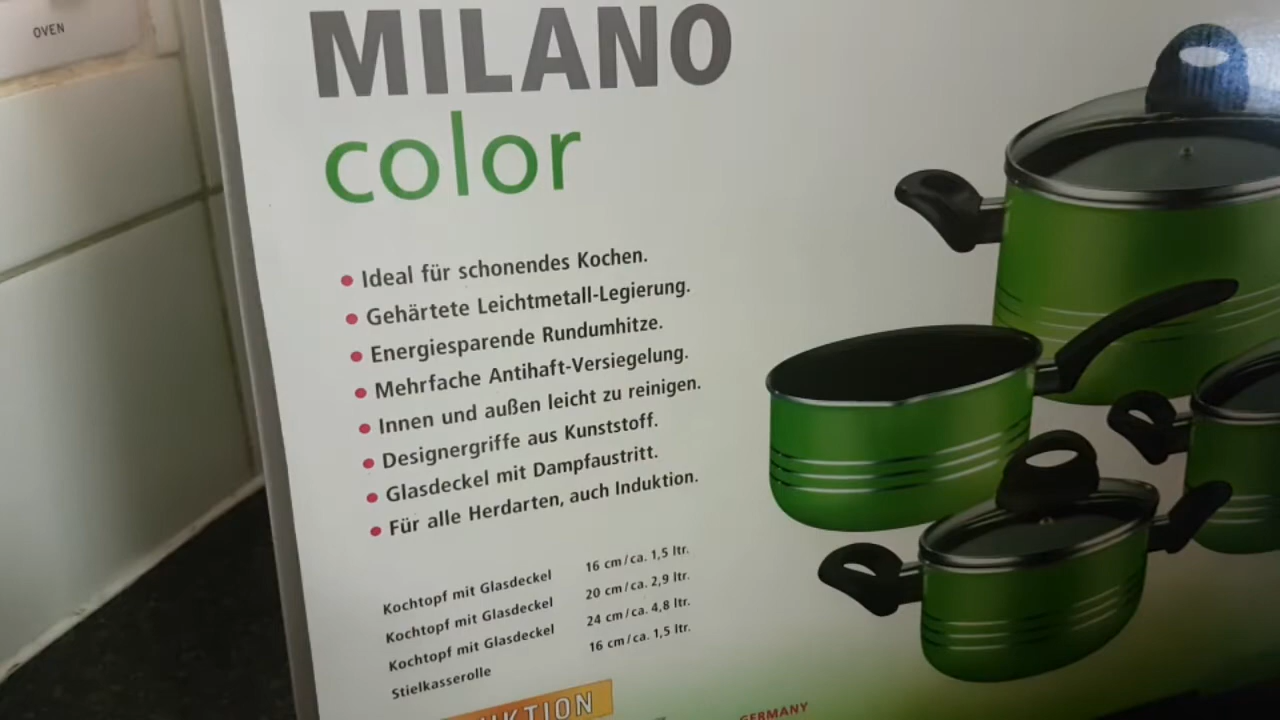 OVEN
MILANO
color
• Ideal für schonendes Kochen.
• Gehärtete Leichtmetall-Legierung.
• Energiesparende Rundumhitze.
• Mehrfache Antihaft-Versiegelung.
• Innen und außen leicht zu reinigen.
• Designergriffe aus Kunststoff.
• Glasdeckel mit Dampfaustritt.
• Für alle Herdarten, auch Induktion.
Kochtopf mit Glasdeckel 16 cm/ca. 1,5 ltr.
Kochtopf mit Glasdeckel 20 cm/ca. 2,9 ltr.
Kochtopf mit Glasdeckel 24 cm/ca. 4,8 ltr.
Stielkasserolle 16 cm/ca. 1,5 ltr.
UKTION
GERMANY